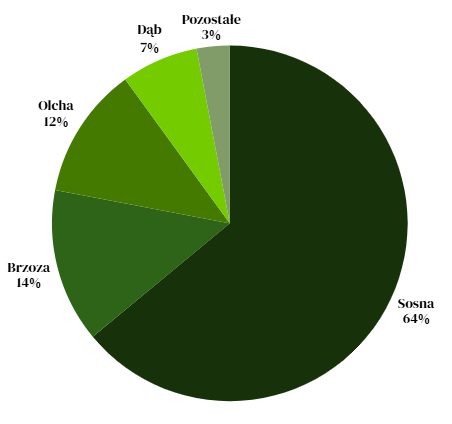 Pozostałe
3%
Dąb
7%
Olcha
12%
Brzoza
14%
Sosna
64%